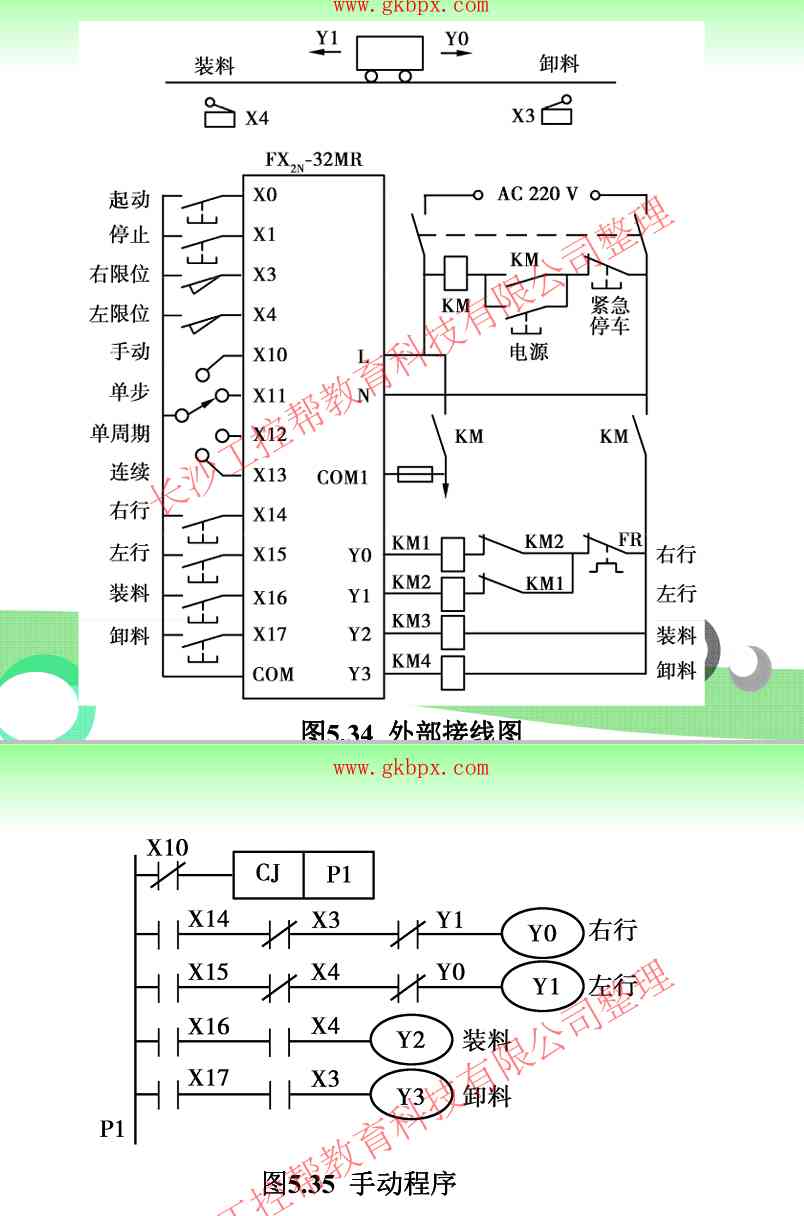 www.gkbpx.com
Y1 Y0
装料 卸料
X4 X3
FX2N-32MR
起动 X0 AC 220 V
停止 X1
右限位 X3 KM
左限位 X4 KM 紧急停车
手动 X10 L 电源
单步 X11 N
单周期 X12 KM KM
连续 X13 COM1
右行 X14
左行 X15 Y0 KM1 KM2 FR 右行
装料 X16 Y1 KM2 KM1 左行
卸料 X17 Y2 KM3 装料
COM Y3 KM4 卸料
长沙工控帮教育科技有限公司整理
图5.34 外部接线图
www.gkbpx.com
X10
CJ P1
X14 X3 Y1 Y0 右行
X15 X4 Y0 Y1 左行
X16 X4 Y2 装料
X17 X3 Y3 卸料
P1
工控帮教育科技有限公司整理
图5.35 手动程序